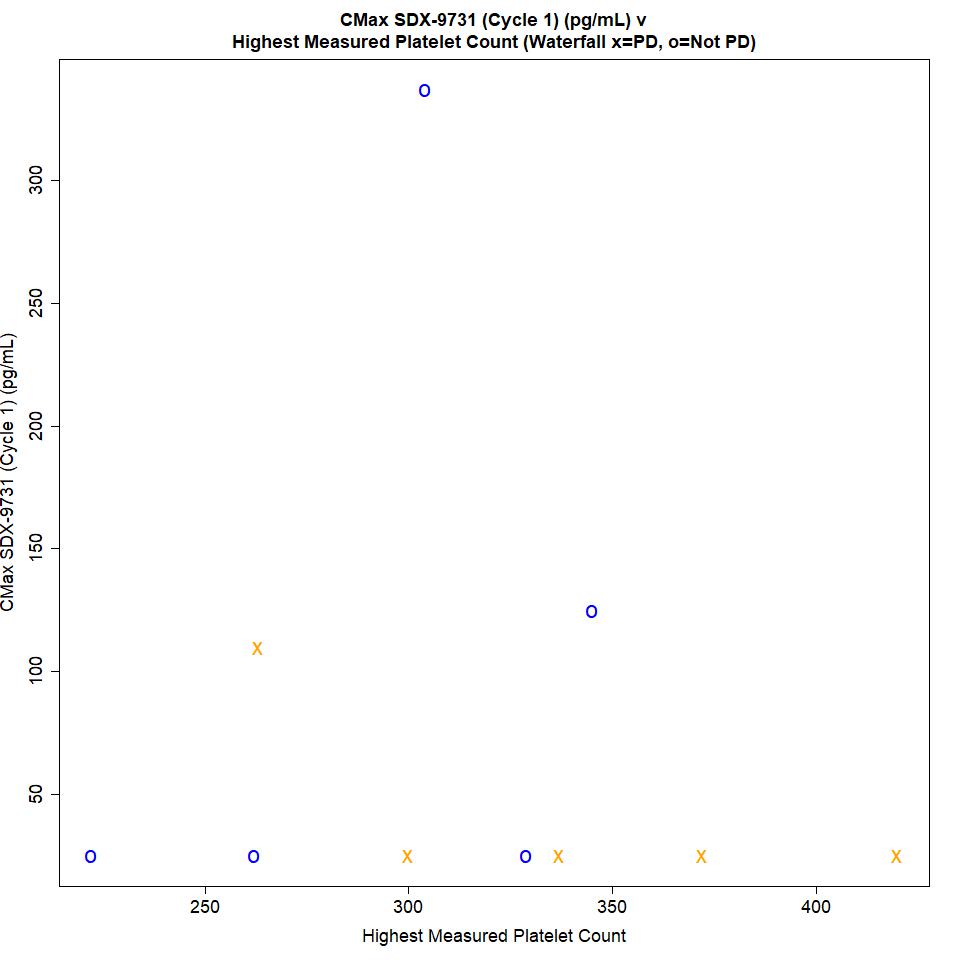 CMax SDX-9731 (Cycle 1) (pg/mL) v
Highest Measured Platelet Count (Waterfall x=PD, o=Not PD)
CMax SDX-9731 (Cycle 1) (pg/mL)
300
250
200
150
100
50
o
o
x
o
o
x
o
x
x
x
250
300
350
400
Highest Measured Platelet Count